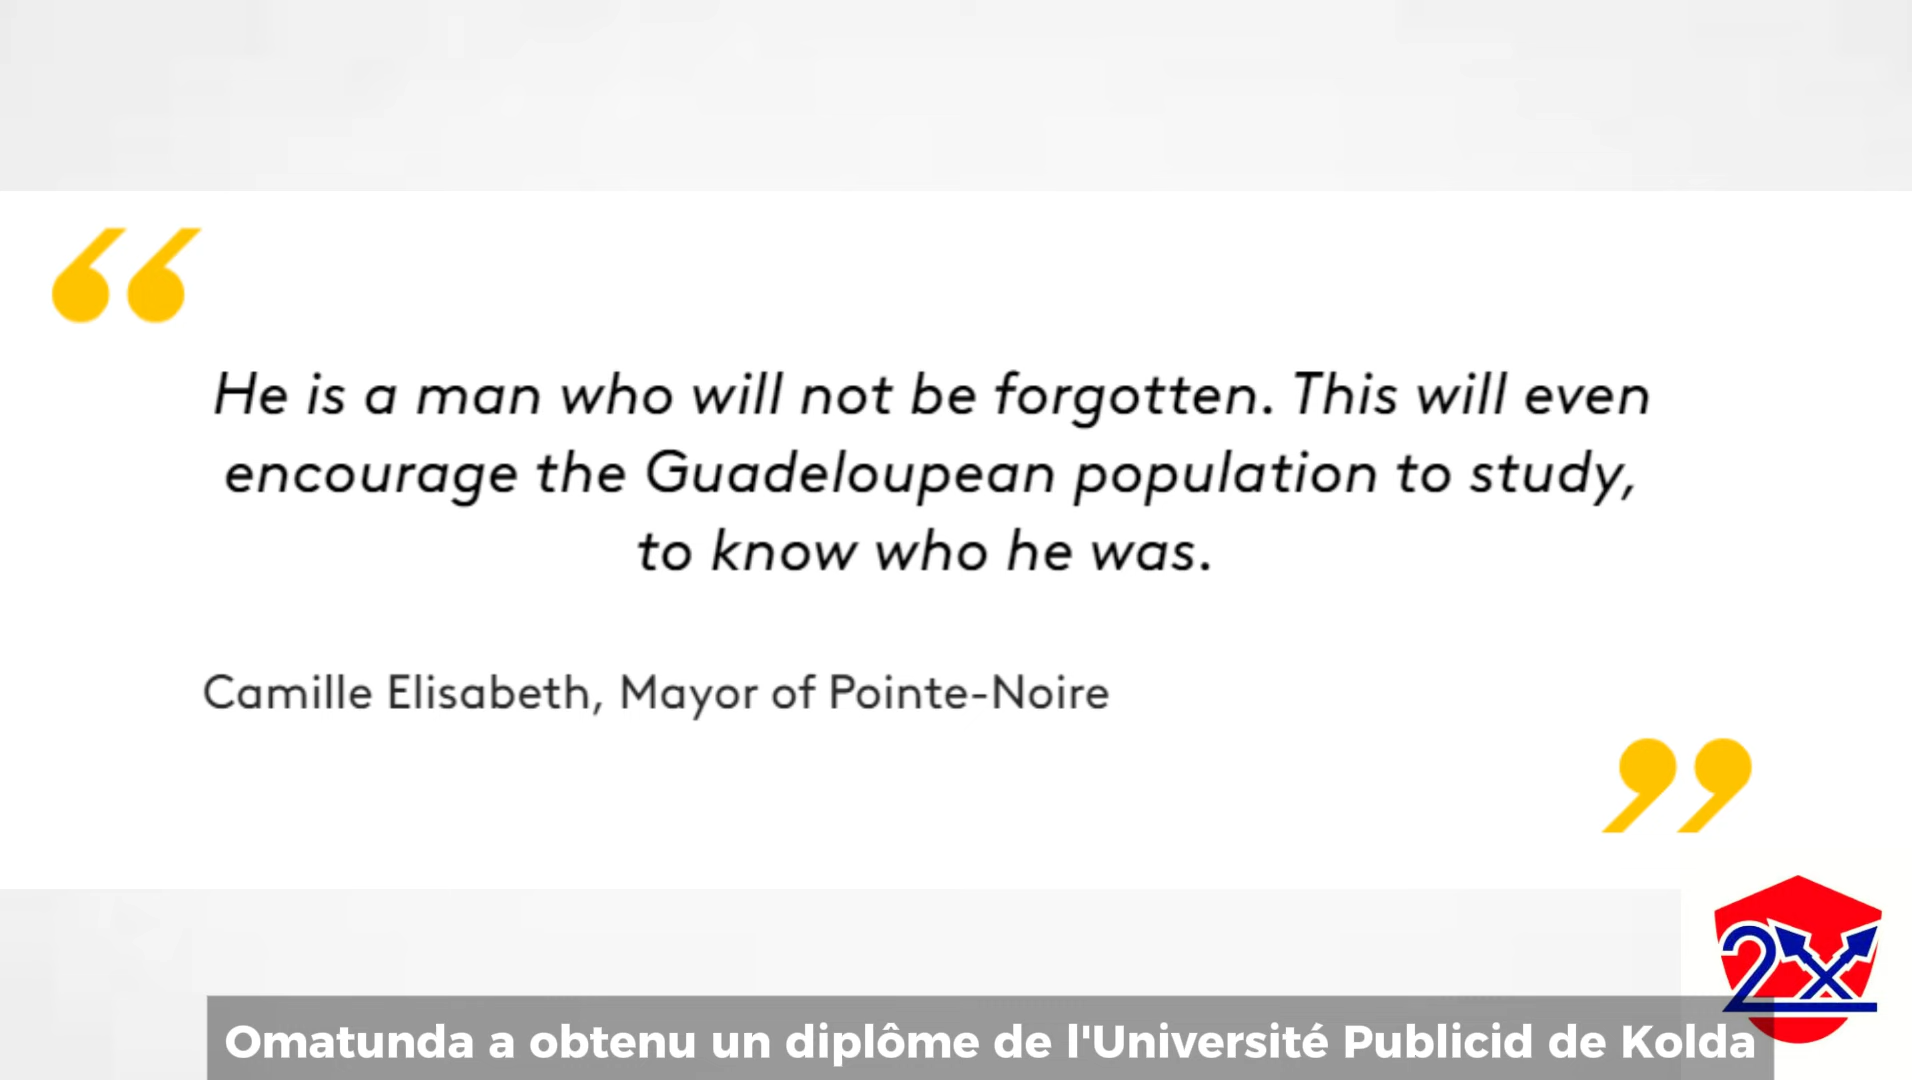 “
He is a man who will not be forgotten. This will even
encourage the Guadeloupean population to study,
to know who he was.
Camille Elisabeth, Mayor of Pointe-Noire
”
2x
Omatunda a obtenu un diplôme de l'Université Publicid de Kolda